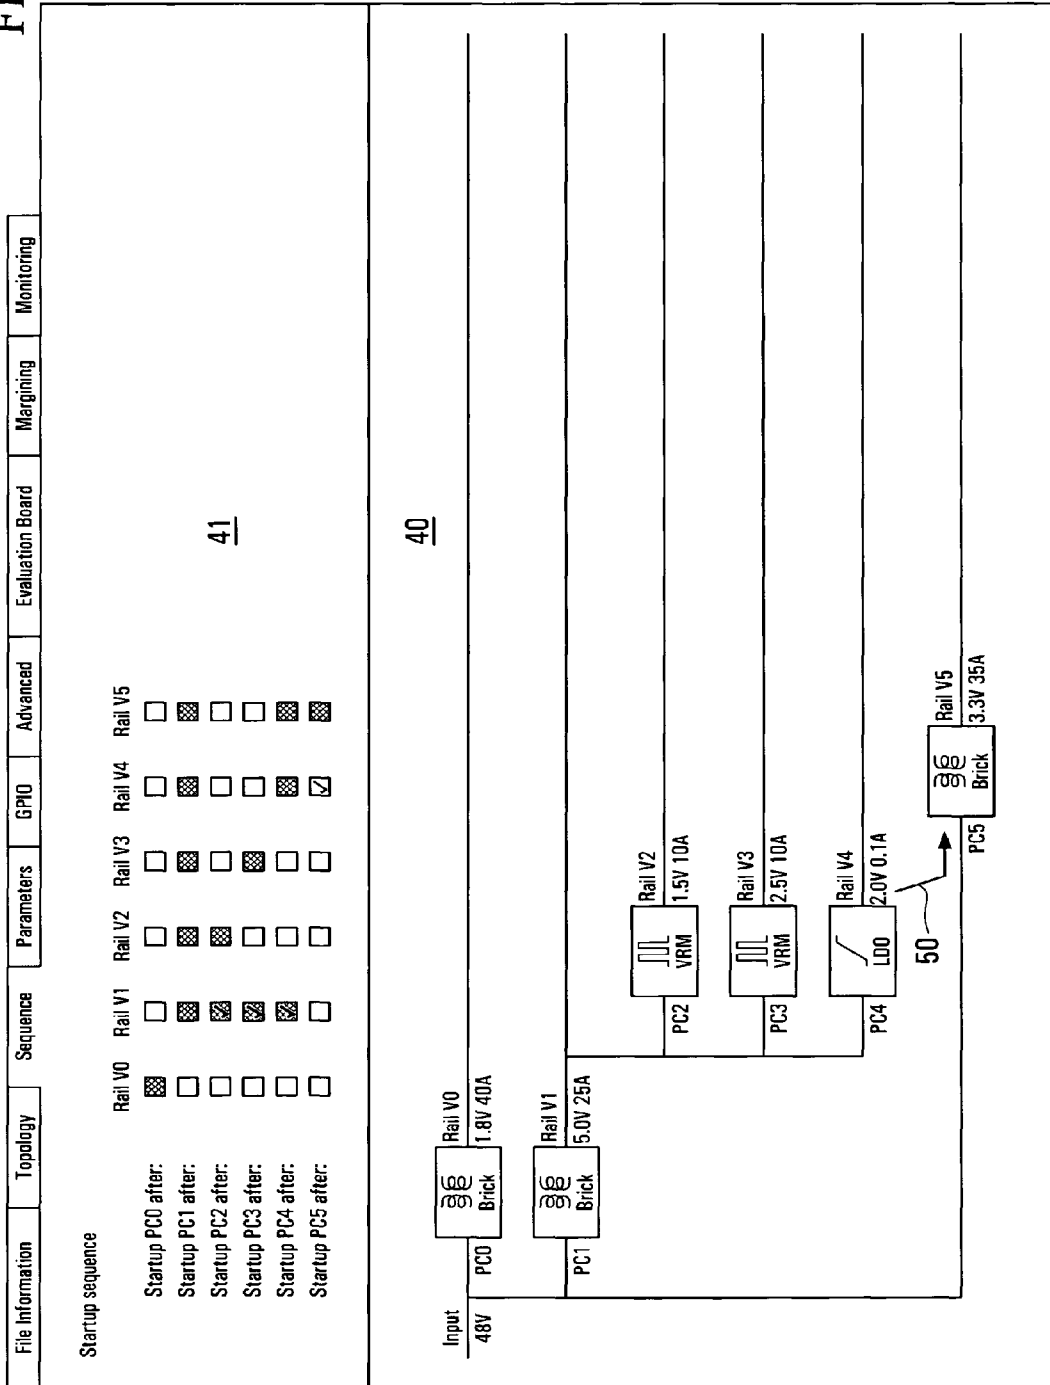 File Information Topology Sequence Parameters GPIO Advanced Evaluation Board Margining Monitoring
Startup sequence
Rail V0 Rail V1 Rail V2 Rail V3 Rail V4 Rail V5
Startup PC0 after:
Startup PC1 after:
Startup PC2 after:
Startup PC3 after:
Startup PC4 after:
Startup PC5 after:
41
40
Input
48V
PC0
Brick
Rail V0
1.8V 40A
PC1
Brick
Rail V1
5.0V 25A
PC2
VRM
Rail V2
1.5V 10A
PC3
VRM
Rail V3
2.5V 10A
PC4
LDO
Rail V4
2.0V 0.1A
50
PC5
Brick
Rail V5
3.3V 35A